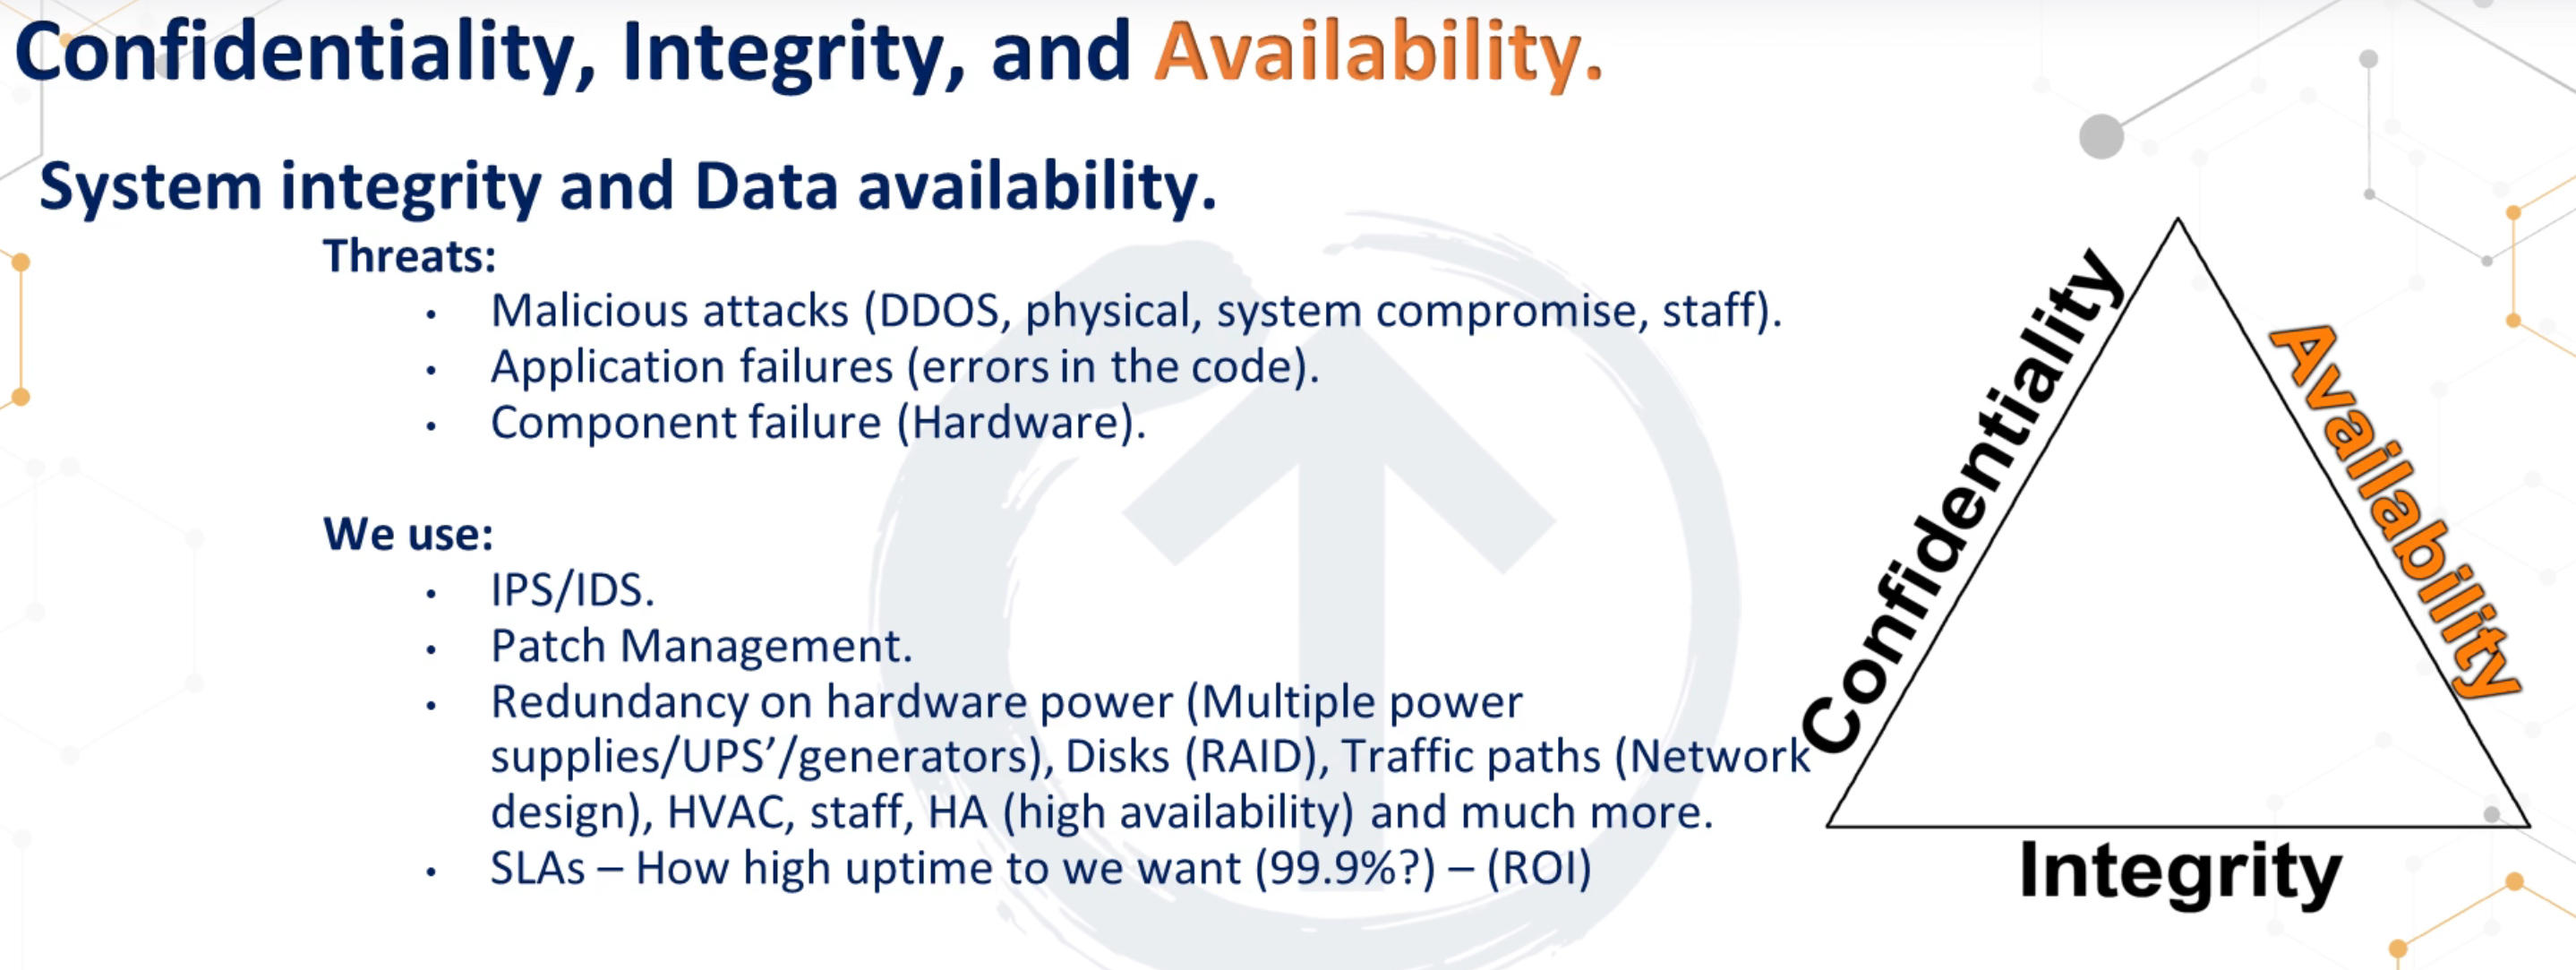 Confidentiality, Integrity, and Availability.
System integrity and Data availability.
Threats:
• Malicious attacks (DDOS, physical, system compromise, staff).
• Application failures (errors in the code).
• Component failure (Hardware).
We use:
• IPS/IDS.
• Patch Management.
• Redundancy on hardware power (Multiple power
supplies/UPS’/generators), Disks (RAID), Traffic paths (Network
design), HVAC, staff, HA (high availability) and much more.
• SLAs – How high uptime to we want (99.9%?) – (ROI)
Confidentiality
Availability
Integrity